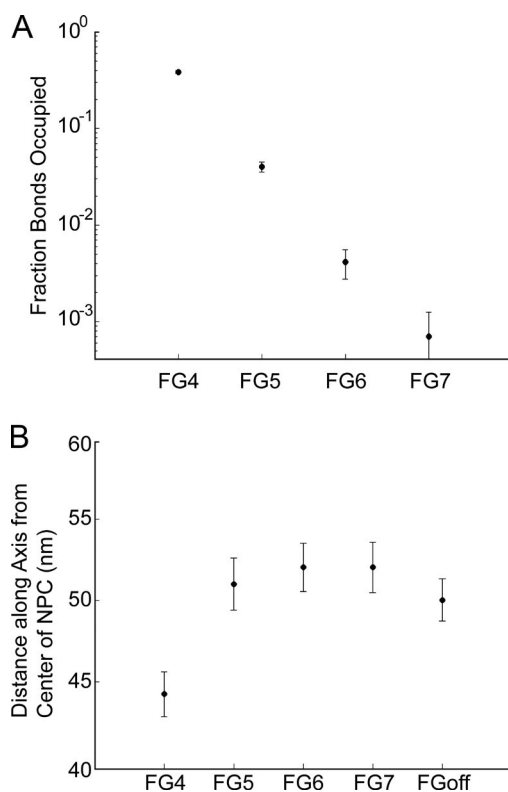 A
Fraction Bonds Occupied
10^0
10^-1
10^-2
10^-3
FG4 FG5 FG6 FG7
B
Distance along Axis from
Center of NPC (nm)
60
55
50
45
40
FG4 FG5 FG6 FG7 FGoff